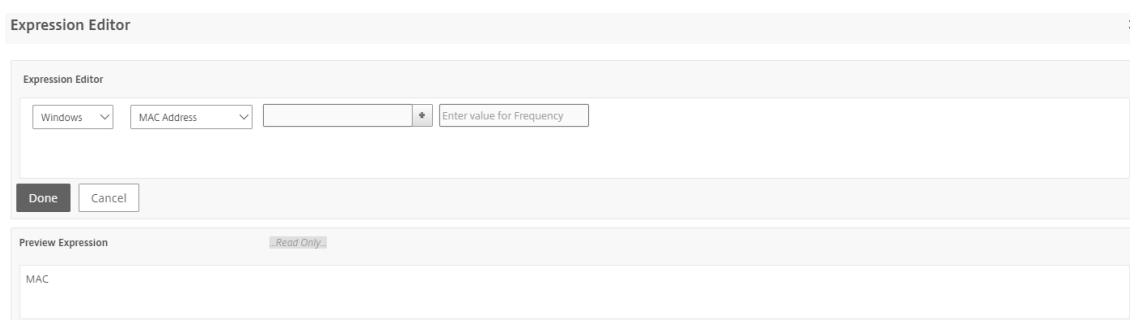 Expression Editor
Expression Editor
Windows MAC Address + Enter value for Frequency
Done Cancel
Preview Expression ...Read Only...
MAC